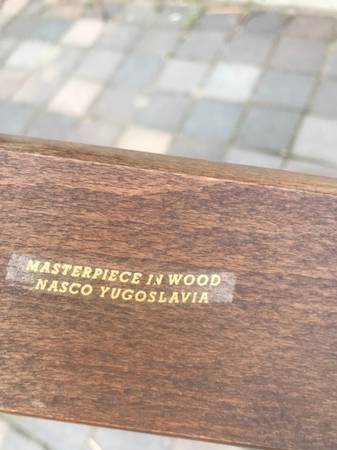 MASTERPIECE IN WOOD
NASCO YUGOSLAVIA